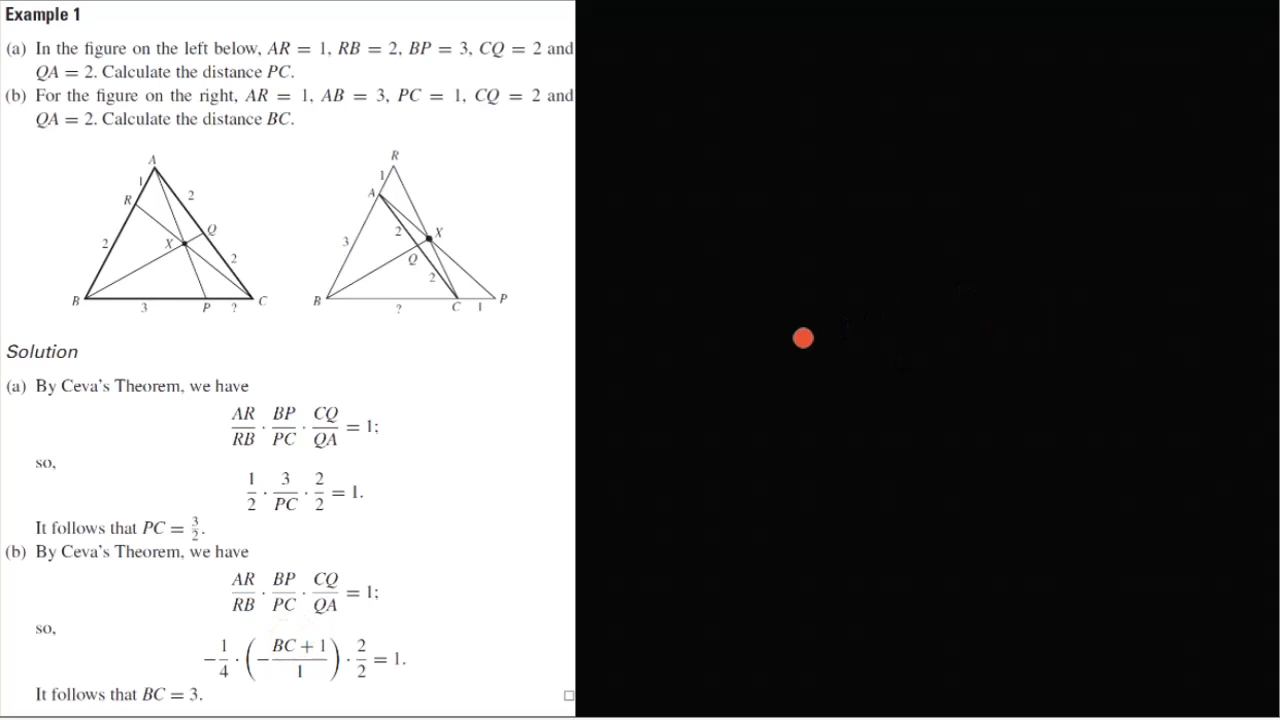 Example 1
(a) In the figure on the left below, AR = 1, RB = 2, BP = 3, CQ = 2 and
QA = 2. Calculate the distance PC.
(b) For the figure on the right, AR = 1, AB = 3, PC = 1, CQ = 2 and
QA = 2. Calculate the distance BC.
A
1
R
2
Q
2
X
2
B
3
P
?
C
R
1
A
3
2
X
Q
2
B
?
C
1
P
Solution
(a) By Ceva's Theorem, we have
AR/RB · BP/PC · CQ/QA = 1;
so,
1/2 · 3/PC · 2/2 = 1.
It follows that PC = 3/2.
(b) By Ceva's Theorem, we have
AR/RB · BP/PC · CQ/QA = 1;
so,
−1/4 · (−(BC + 1)/1) · 2/2 = 1.
It follows that BC = 3. □